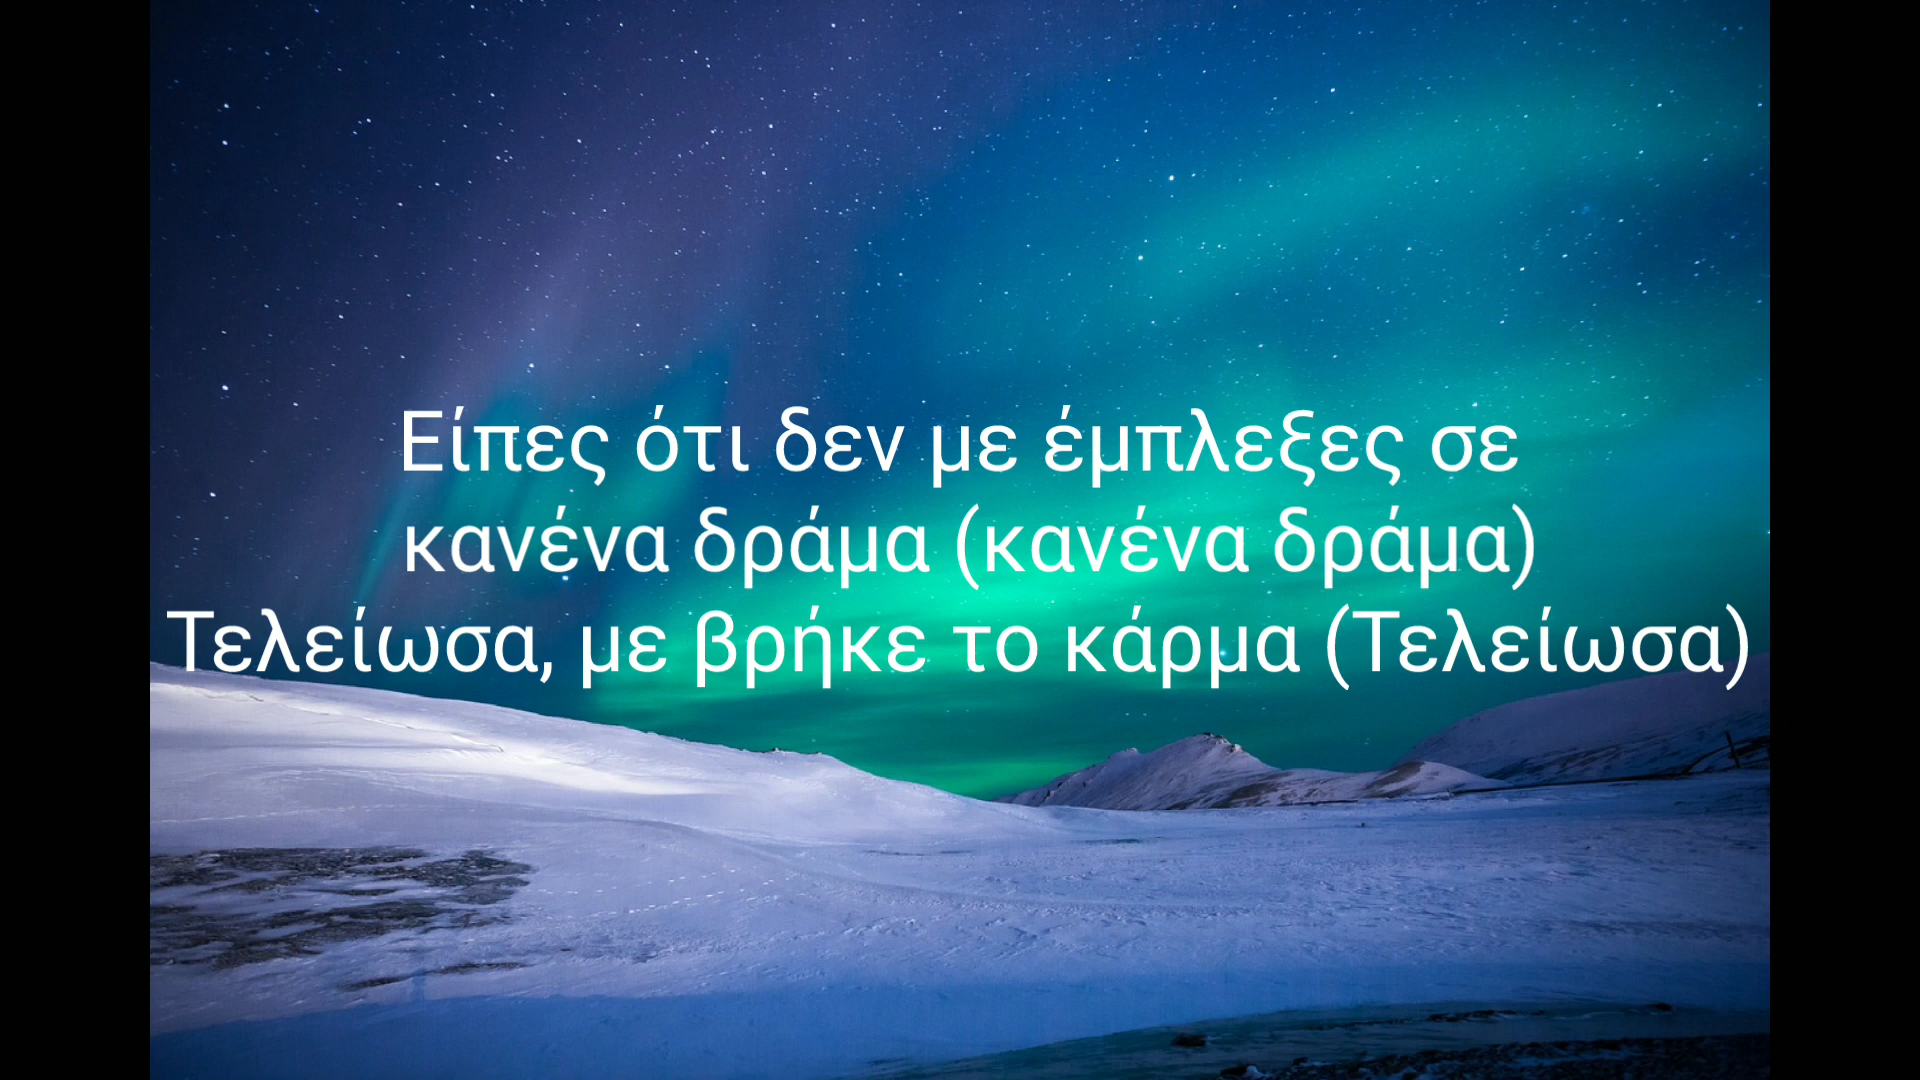 Είπες ότι δεν με έμπλεξες σε
κανένα δράμα (κανένα δράμα)
Τελείωσα, με βρήκε το κάρμα (Τελείωσα)